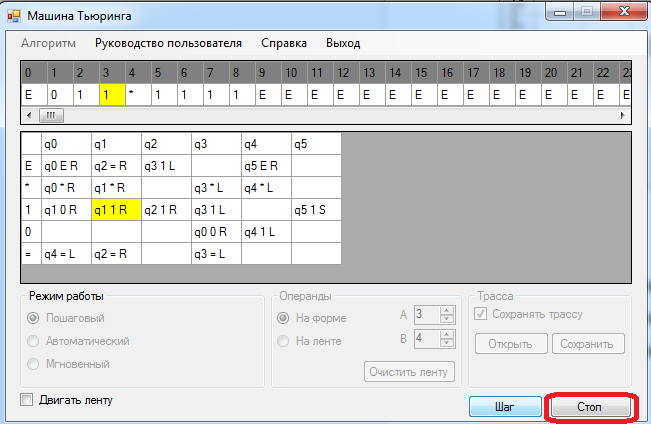 Машина Тьюринга
Алгоритм Руководство пользователя Справка Выход
0 1 2 3 4 5 6 7 8 9 10 11 12 13 14 15 16 17 18 19 20 21 22 23
E 0 1 1 * 1 1 1 1 E E E E E E E E E E E E E E E
q0 q1 q2 q3 q4 q5
E q0 E R q2 = R q3 1 L q5 E R
* q0 * R q1 * R q3 * L q4 * L
1 q1 0 R q1 1 R q2 1 R q3 1 L q5 1 S
0 q0 0 R q4 1 L
= q4 = L q2 = R q3 = L
Режим работы Операнды Трасса
Пошаговый На форме A 3 Сохранять трассу
Автоматический На ленте B 4 Открыть Сохранить
Мгновенный Очистить ленту
Двигать ленту Шаг Стоп